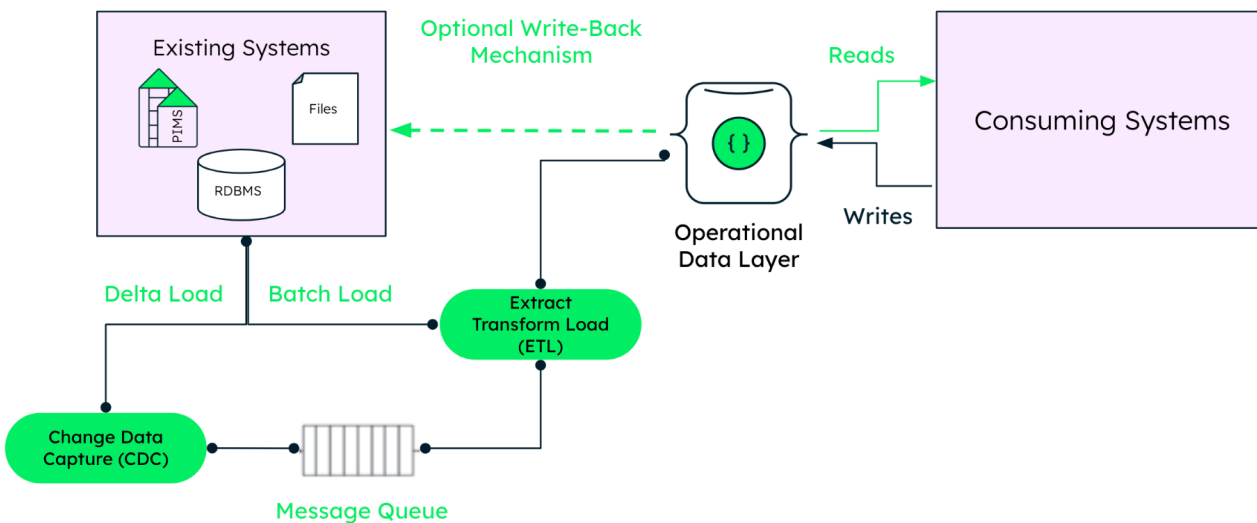 Existing Systems
PIMS
Files
RDBMS
Optional Write-Back
Mechanism
{ }
Operational
Data Layer
Reads
Writes
Consuming Systems
Delta Load
Batch Load
Extract
Transform Load
(ETL)
Change Data
Capture (CDC)
Message Queue